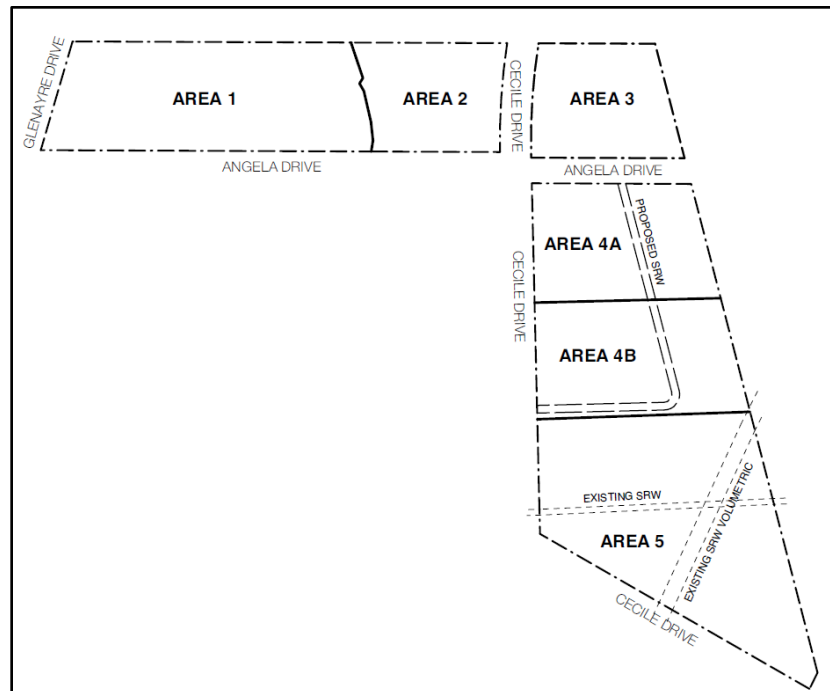 GLENAYRE DRIVE
AREA 1
AREA 2
CECILE DRIVE
AREA 3
ANGELA DRIVE
ANGELA DRIVE
PROPOSED SRW
AREA 4A
CECILE DRIVE
AREA 4B
EXISTING SRW
EXISTING SRW VOLUMETRIC
AREA 5
CECILE DRIVE